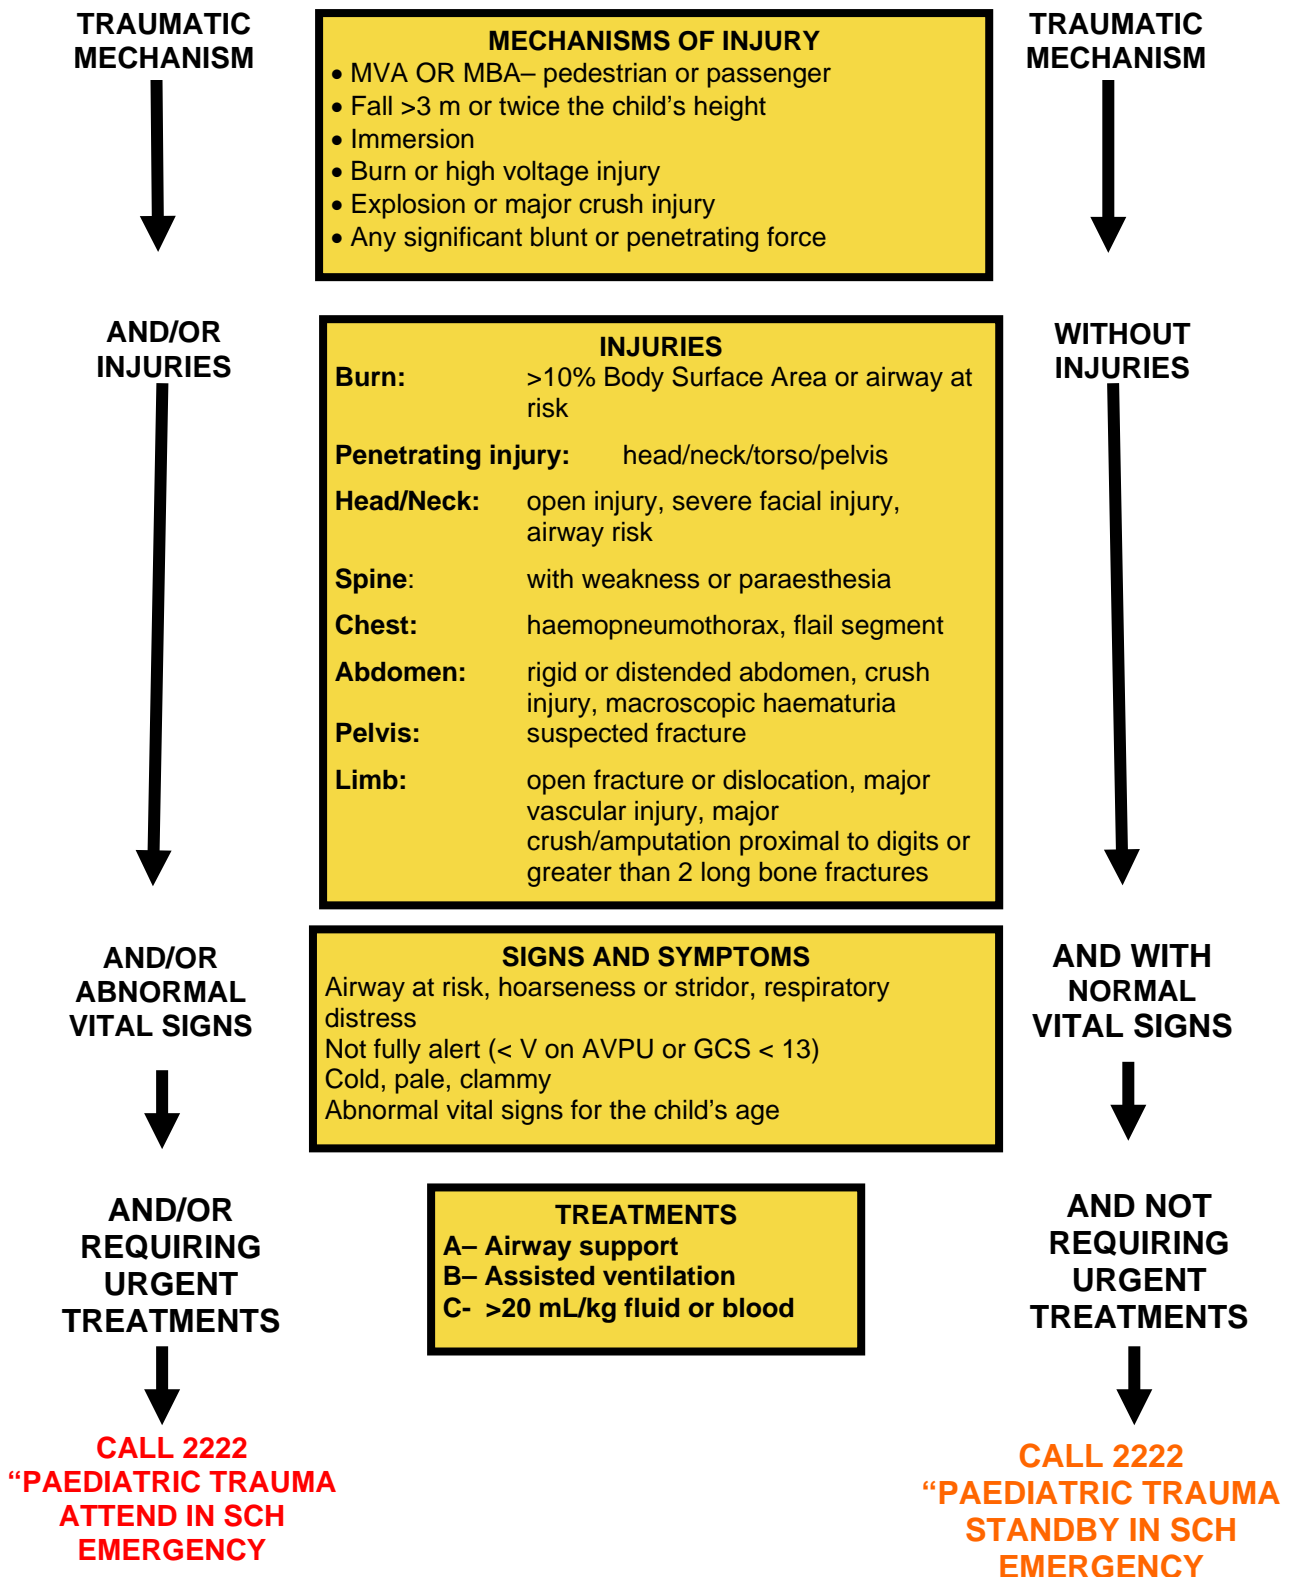 TRAUMATIC
MECHANISM
AND/OR
INJURIES
AND/OR
ABNORMAL
VITAL SIGNS
AND/OR
REQUIRING
URGENT
TREATMENTS
CALL 2222
“PAEDIATRIC TRAUMA
ATTEND IN SCH
EMERGENCY
MECHANISMS OF INJURY
• MVA OR MBA– pedestrian or passenger
• Fall >3 m or twice the child’s height
• Immersion
• Burn or high voltage injury
• Explosion or major crush injury
• Any significant blunt or penetrating force
INJURIES
Burn: >10% Body Surface Area or airway at
risk
Penetrating injury: head/neck/torso/pelvis
Head/Neck: open injury, severe facial injury,
airway risk
Spine: with weakness or paraesthesia
Chest: haemopneumothorax, flail segment
Abdomen: rigid or distended abdomen, crush
injury, macroscopic haematuria
Pelvis: suspected fracture
Limb: open fracture or dislocation, major
vascular injury, major
crush/amputation proximal to digits or
greater than 2 long bone fractures
SIGNS AND SYMPTOMS
Airway at risk, hoarseness or stridor, respiratory
distress
Not fully alert (< V on AVPU or GCS < 13)
Cold, pale, clammy
Abnormal vital signs for the child’s age
TREATMENTS
A– Airway support
B– Assisted ventilation
C- >20 mL/kg fluid or blood
TRAUMATIC
MECHANISM
WITHOUT
INJURIES
AND WITH
NORMAL
VITAL SIGNS
AND NOT
REQUIRING
URGENT
TREATMENTS
CALL 2222
“PAEDIATRIC TRAUMA
STANDBY IN SCH
EMERGENCY